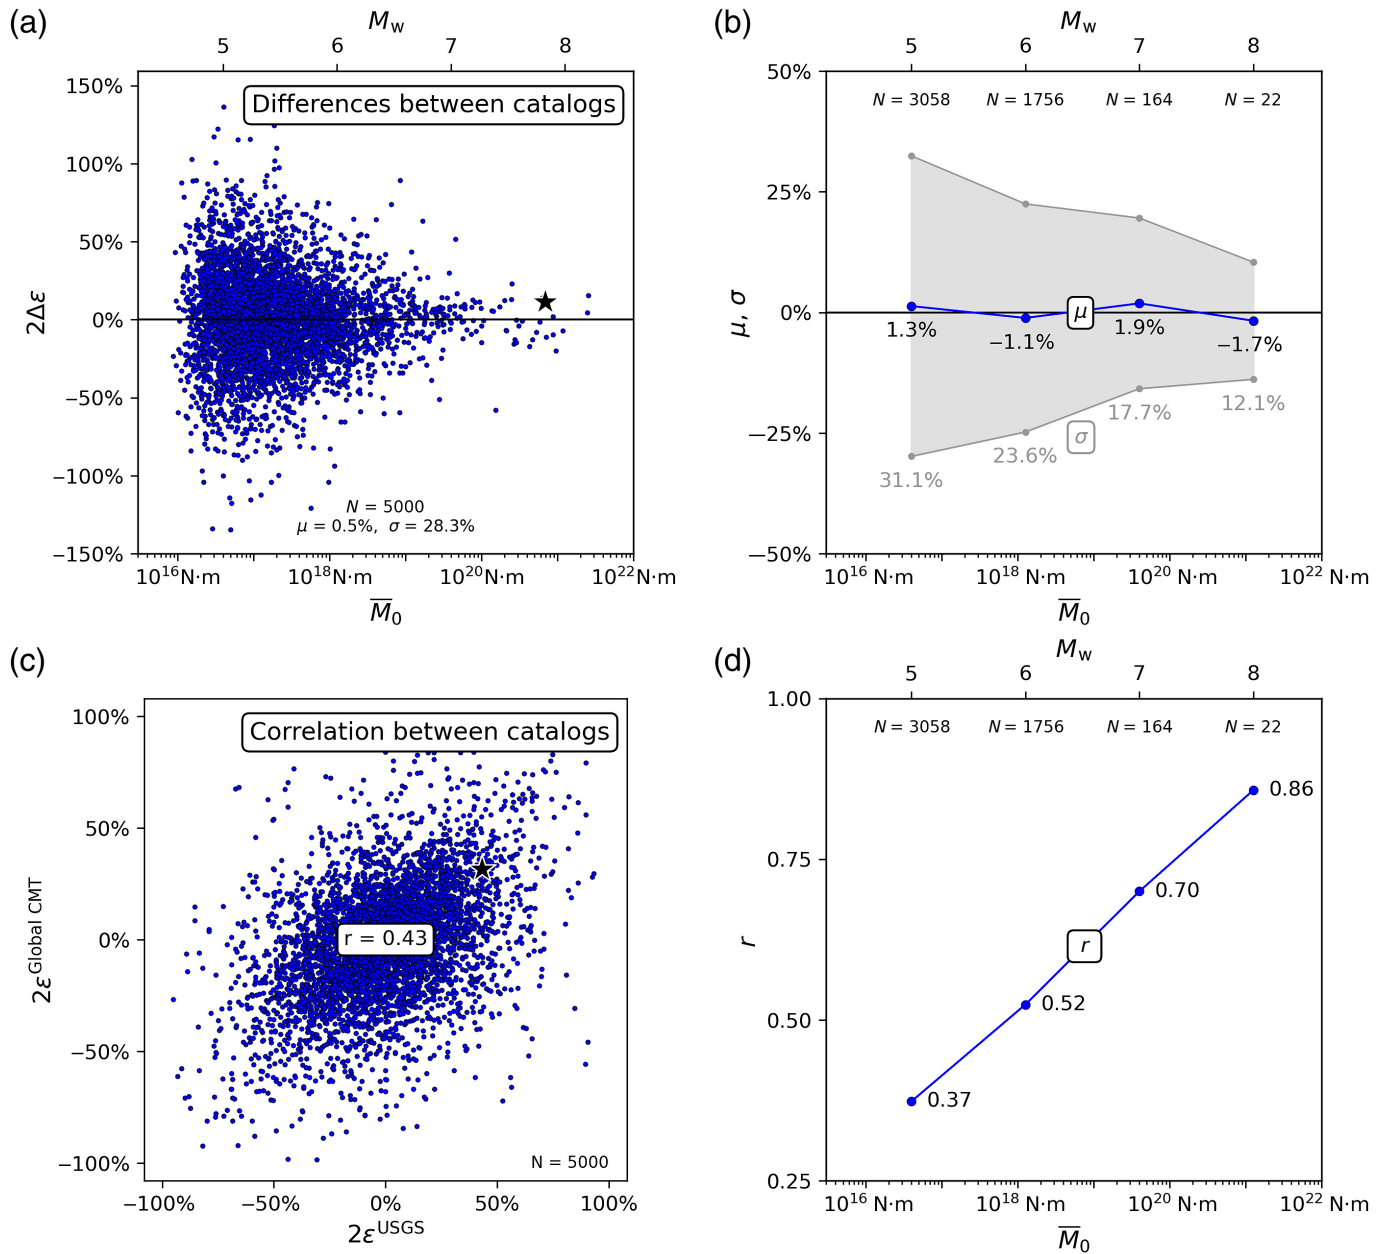 (a)
M_w
5 6 7 8
Differences between catalogs
150%
100%
50%
0%
−50%
−100%
−150%
2Δε
N = 5000
μ = 0.5%, σ = 28.3%
10^16 N·m 10^18 N·m 10^20 N·m 10^22 N·m
M̅_0
(b)
M_w
5 6 7 8
N = 3058 N = 1756 N = 164 N = 22
50%
25%
0%
−25%
−50%
μ, σ
μ
1.3% −1.1% 1.9% −1.7%
σ
31.1% 23.6% 17.7% 12.1%
10^16 N·m 10^18 N·m 10^20 N·m 10^22 N·m
M̅_0
(c)
Correlation between catalogs
100%
50%
0%
−50%
−100%
2ε^Global CMT
r = 0.43
N = 5000
−100% −50% 0% 50% 100%
2ε^USGS
(d)
M_w
5 6 7 8
N = 3058 N = 1756 N = 164 N = 22
1.00
0.75
0.50
0.25
r
0.86
0.70
r
0.52
0.37
10^16 N·m 10^18 N·m 10^20 N·m 10^22 N·m
M̅_0